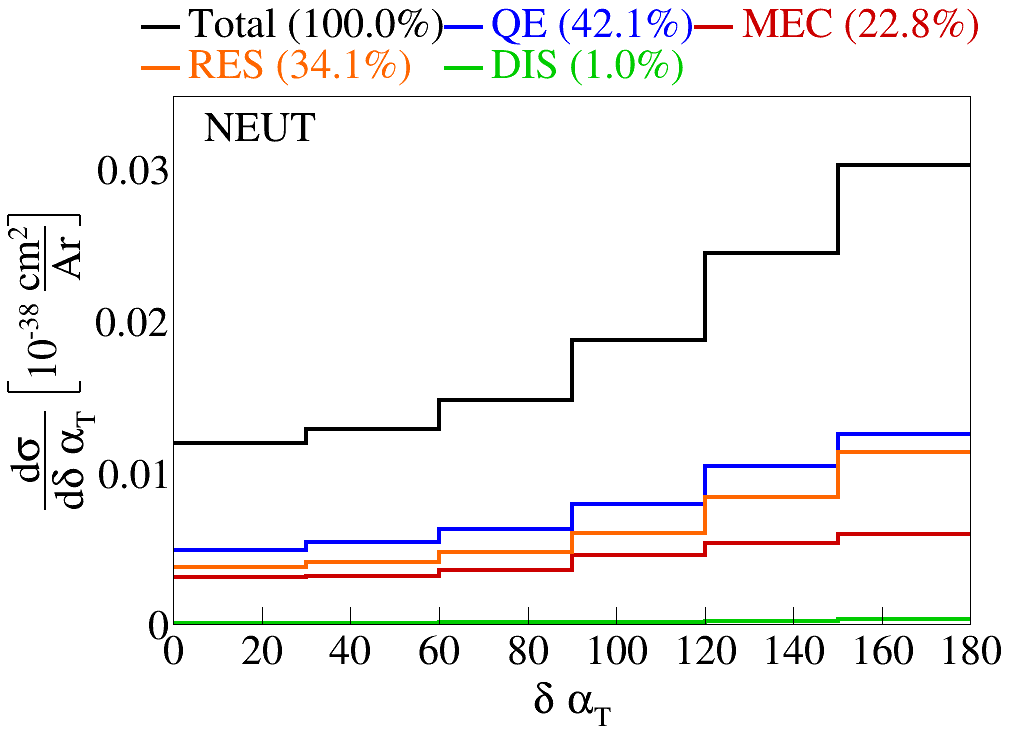 Total (100.0%) QE (42.1%) MEC (22.8%)
RES (34.1%) DIS (1.0%)
NEUT
0.03
0.02
0.01
0
0 20 40 60 80 100 120 140 160 180
δ α_T
dσ/dδ α_T [10^-38 cm^2/Ar]